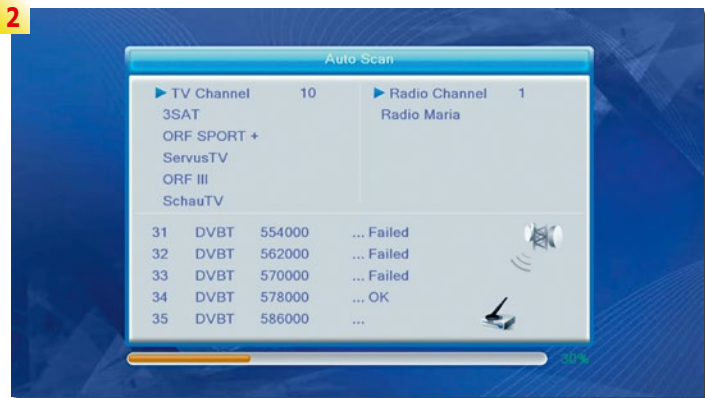 2
Auto Scan
TV Channel 10
3SAT
ORF SPORT +
ServusTV
ORF III
SchauTV
Radio Channel 1
Radio Maria
31 DVBT 554000 ... Failed
32 DVBT 562000 ... Failed
33 DVBT 570000 ... Failed
34 DVBT 578000 ... OK
35 DVBT 586000 ...
30%